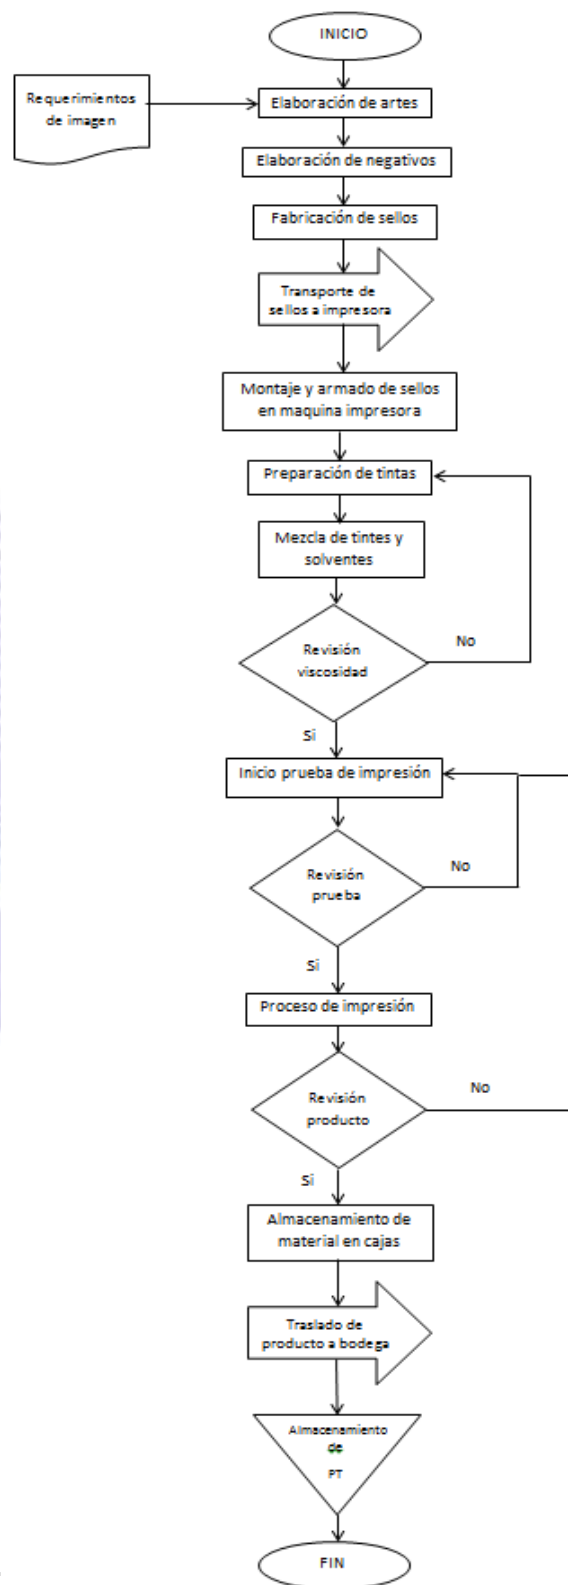 INICIO
Requerimientos
de imagen
Elaboración de artes
Elaboración de negativos
Fabricación de sellos
Transporte de
sellos a impresora
Montaje y armado de sellos
en maquina impresora
Preparación de tintas
Mezcla de tintes y
solventes
Revisión
viscosidad
No
Si
Inicio prueba de impresión
Revisión
prueba
No
Si
Proceso de impresión
Revisión
producto
No
Si
Almacenamiento de
material en cajas
Traslado de
producto a bodega
Almacenamiento
de
PT
FIN